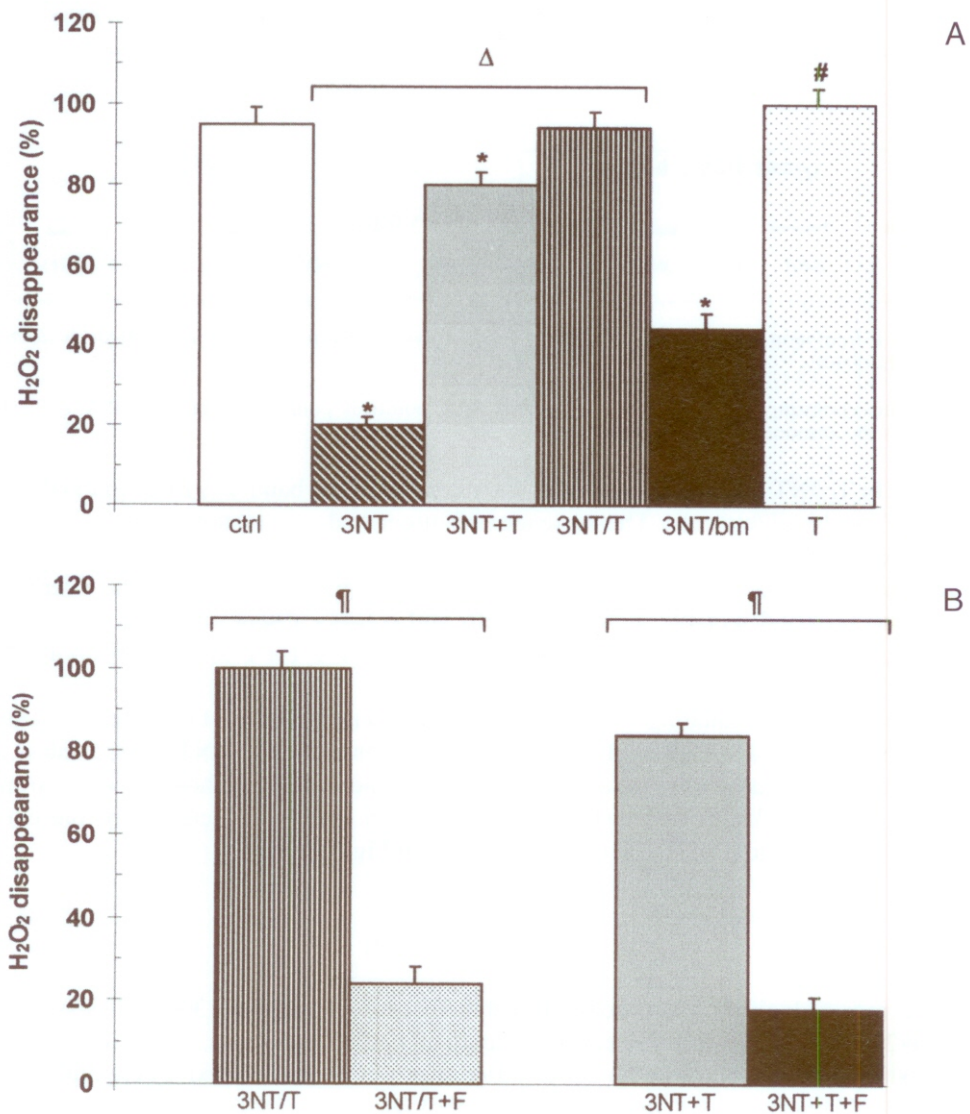 A
120
100
80
60
40
20
0
H₂O₂ disappearance (%)
Δ
*
*
*
#
ctrl 3NT 3NT+T 3NT/T 3NT/bm T
B
120
100
80
60
40
20
0
H₂O₂ disappearance (%)
¶ ¶
3NT/T 3NT/T+F 3NT+T 3NT+T+F